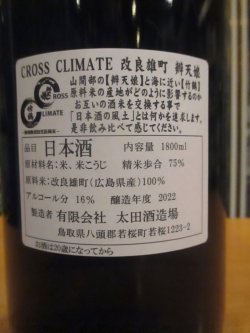 CROSS CLIMATE 改良雄町 辨天娘
山間部の【辨天娘】と海に近い【竹鶴】
原料米の産地がどのように影響するのか
お互いの酒米を交換する事で
「日本酒の風土」とは何かを追求します。
是非飲み比べて感じてください。
CROSS
CLIMATE
品目 日本酒 内容量 1800ml
原材料名:米、米こうじ 精米歩合 75%
原料米:改良雄町(広島県産)100%
アルコール分 16% 醸造年度 2022
製造者 有限会社 太田酒造場
鳥取県八頭郡若桜町若桜1223-2
お酒は20歳になってから